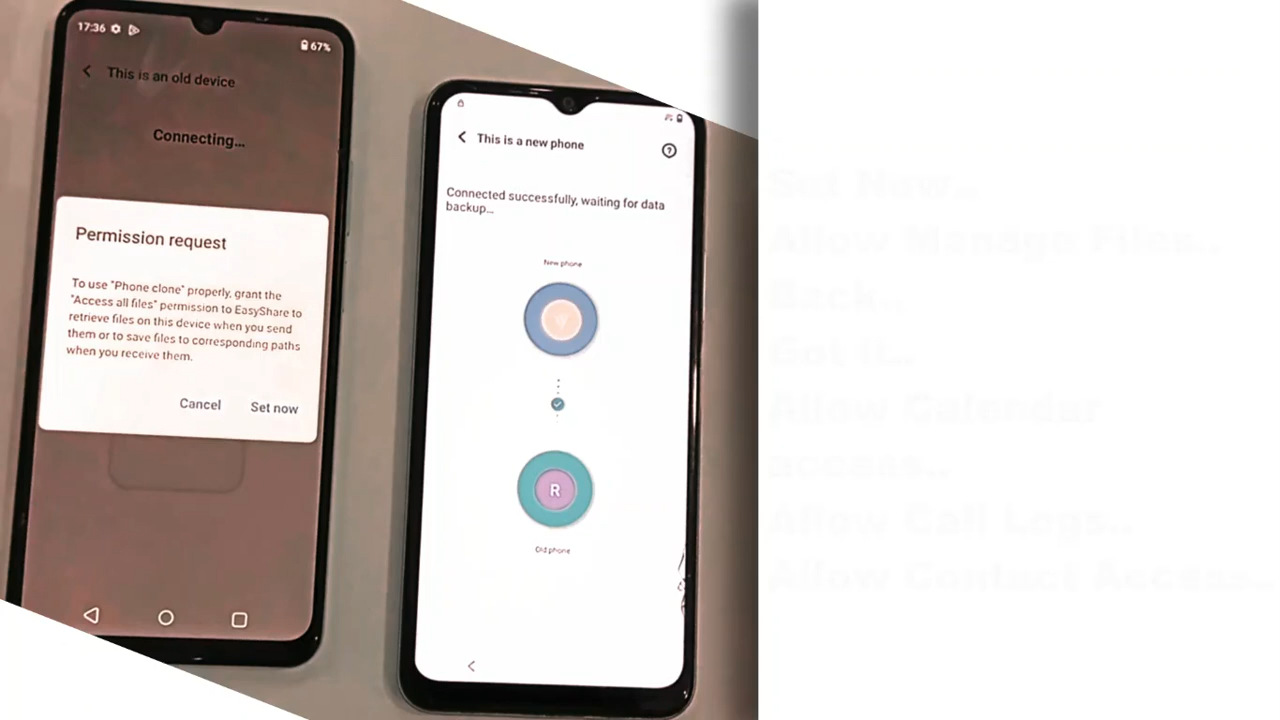 17:36
67%
This is an old device
Connecting...
Permission request
To use "Phone clone" properly, grant the
"Access all files" permission to EasyShare to
retrieve files on this device when you send
them or to save files to corresponding paths
when you receive them.
Cancel Set now
This is a new phone
Connected successfully, waiting for data
backup...
New phone
R
Old phone
Set Now..
Allow Manage Files..
Back..
Got it..
Allow Calendar
access..
Allow Call Logs..
Allow Contact Access..